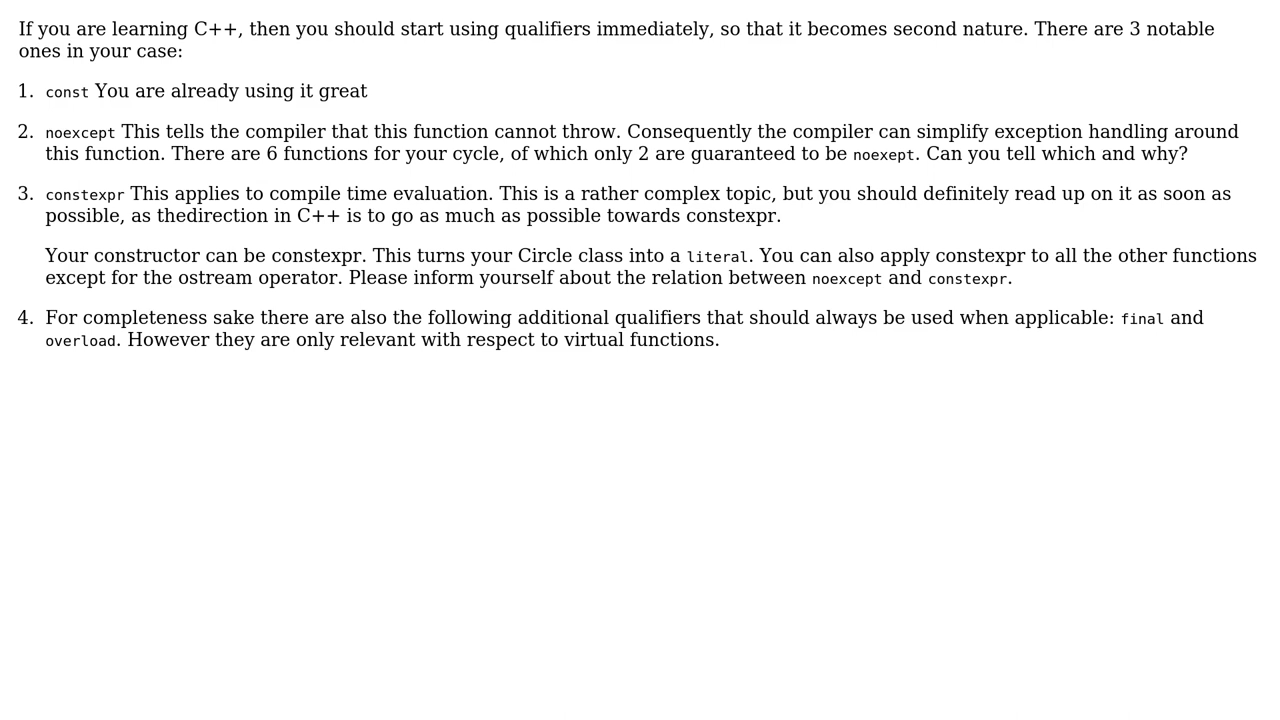 If you are learning C++, then you should start using qualifiers immediately, so that it becomes second nature. There are 3 notable
ones in your case:
1. const You are already using it great
2. noexcept This tells the compiler that this function cannot throw. Consequently the compiler can simplify exception handling around
this function. There are 6 functions for your cycle, of which only 2 are guaranteed to be noexept. Can you tell which and why?
3. constexpr This applies to compile time evaluation. This is a rather complex topic, but you should definitely read up on it as soon as
possible, as thedirection in C++ is to go as much as possible towards constexpr.
Your constructor can be constexpr. This turns your Circle class into a literal. You can also apply constexpr to all the other functions
except for the ostream operator. Please inform yourself about the relation between noexcept and constexpr.
4. For completeness sake there are also the following additional qualifiers that should always be used when applicable: final and
overload. However they are only relevant with respect to virtual functions.